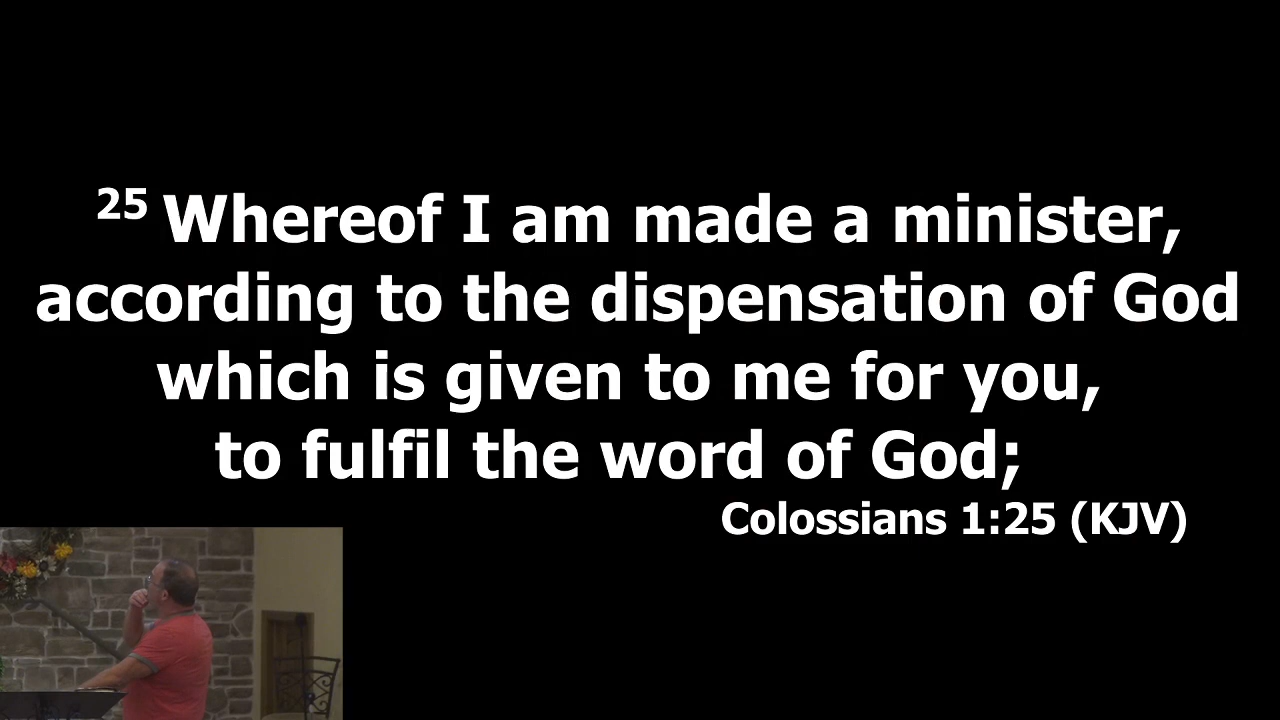 25 Whereof I am made a minister,
according to the dispensation of God
which is given to me for you,
to fulfil the word of God;
Colossians 1:25 (KJV)